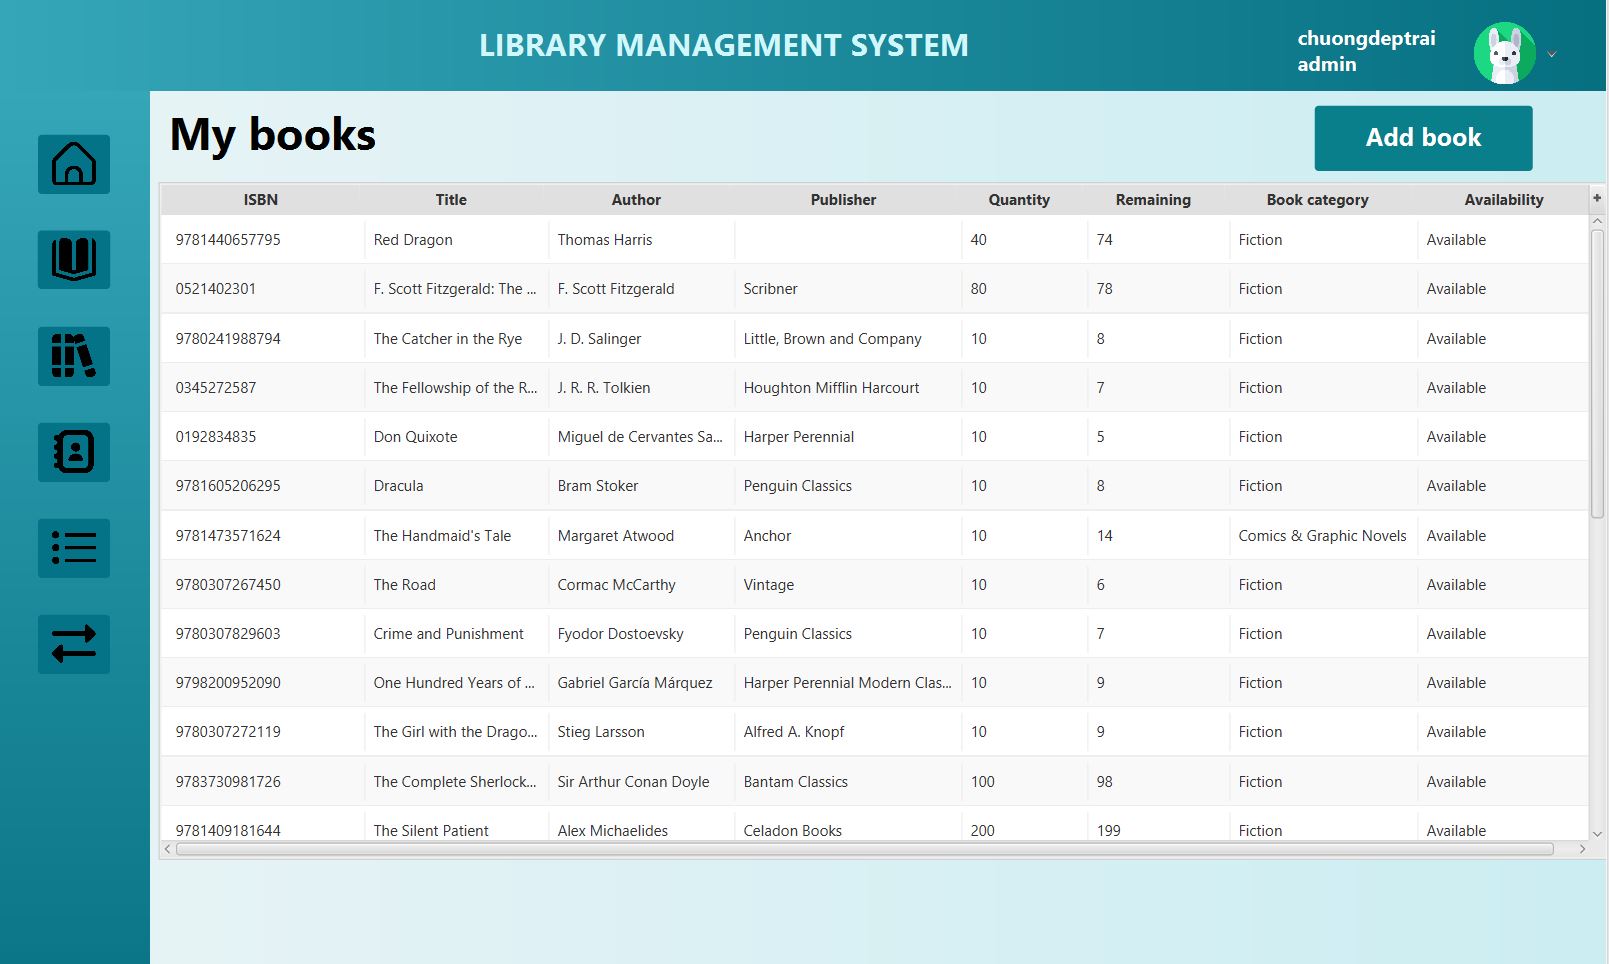 LIBRARY MANAGEMENT SYSTEM
chuongdeptrai
admin
My books
Add book
ISBN Title Author Publisher Quantity Remaining Book category Availability +
9781440657795 Red Dragon Thomas Harris 40 74 Fiction Available
0521402301 F. Scott Fitzgerald: The ... F. Scott Fitzgerald Scribner 80 78 Fiction Available
9780241988794 The Catcher in the Rye J. D. Salinger Little, Brown and Company 10 8 Fiction Available
0345272587 The Fellowship of the R... J. R. R. Tolkien Houghton Mifflin Harcourt 10 7 Fiction Available
0192834835 Don Quixote Miguel de Cervantes Sa... Harper Perennial 10 5 Fiction Available
9781605206295 Dracula Bram Stoker Penguin Classics 10 8 Fiction Available
9781473571624 The Handmaid's Tale Margaret Atwood Anchor 10 14 Comics & Graphic Novels Available
9780307267450 The Road Cormac McCarthy Vintage 10 6 Fiction Available
9780307829603 Crime and Punishment Fyodor Dostoevsky Penguin Classics 10 7 Fiction Available
9798200952090 One Hundred Years of ... Gabriel García Márquez Harper Perennial Modern Clas... 10 9 Fiction Available
9780307272119 The Girl with the Drago... Stieg Larsson Alfred A. Knopf 10 9 Fiction Available
9783730981726 The Complete Sherlock... Sir Arthur Conan Doyle Bantam Classics 100 98 Fiction Available
9781409181644 The Silent Patient Alex Michaelides Celadon Books 200 199 Fiction Available